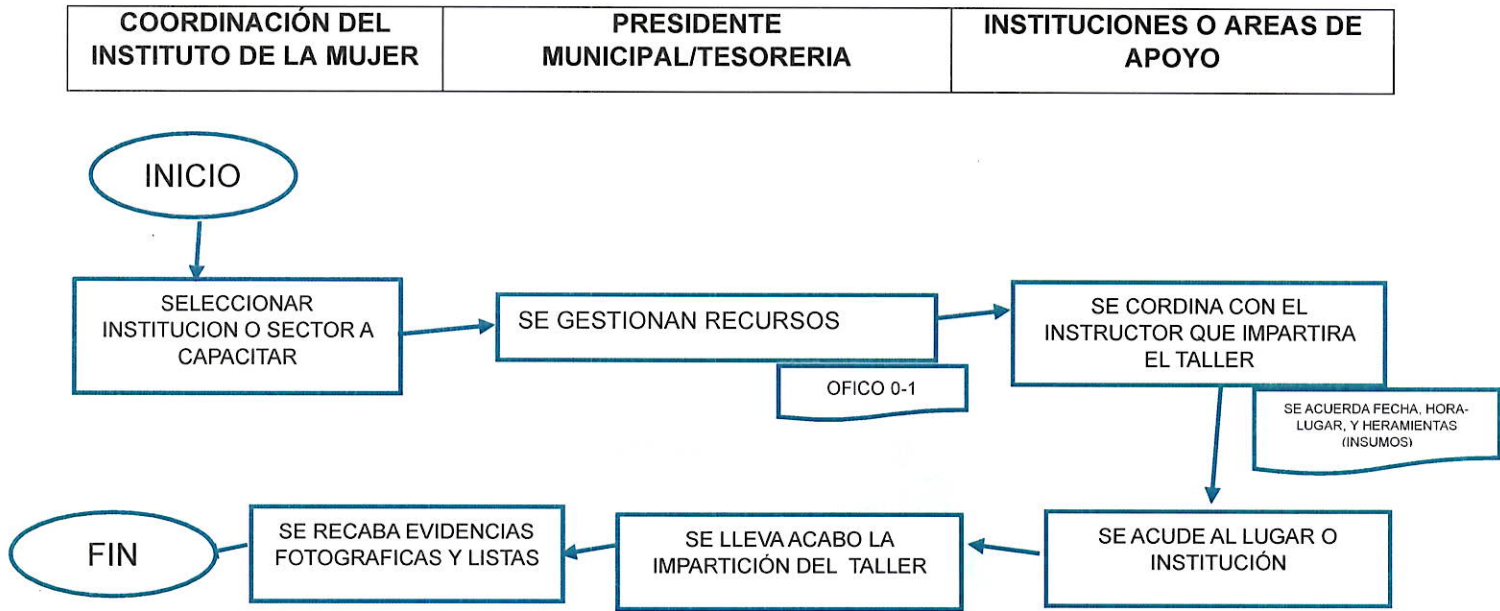 COORDINACIÓN DEL
INSTITUTO DE LA MUJER
PRESIDENTE
MUNICIPAL/TESORERIA
INSTITUCIONES O AREAS DE
APOYO
INICIO
SELECCIONAR
INSTITUCION O SECTOR A
CAPACITAR
SE GESTIONAN RECURSOS
OFICO 0-1
SE CORDINA CON EL
INSTRUCTOR QUE IMPARTIRA
EL TALLER
SE ACUERDA FECHA, HORA-
LUGAR, Y HERAMIENTAS
(INSUMOS)
SE ACUDE AL LUGAR O
INSTITUCIÓN
SE LLEVA ACABO LA
IMPARTICIÓN DEL TALLER
SE RECABA EVIDENCIAS
FOTOGRAFICAS Y LISTAS
FIN